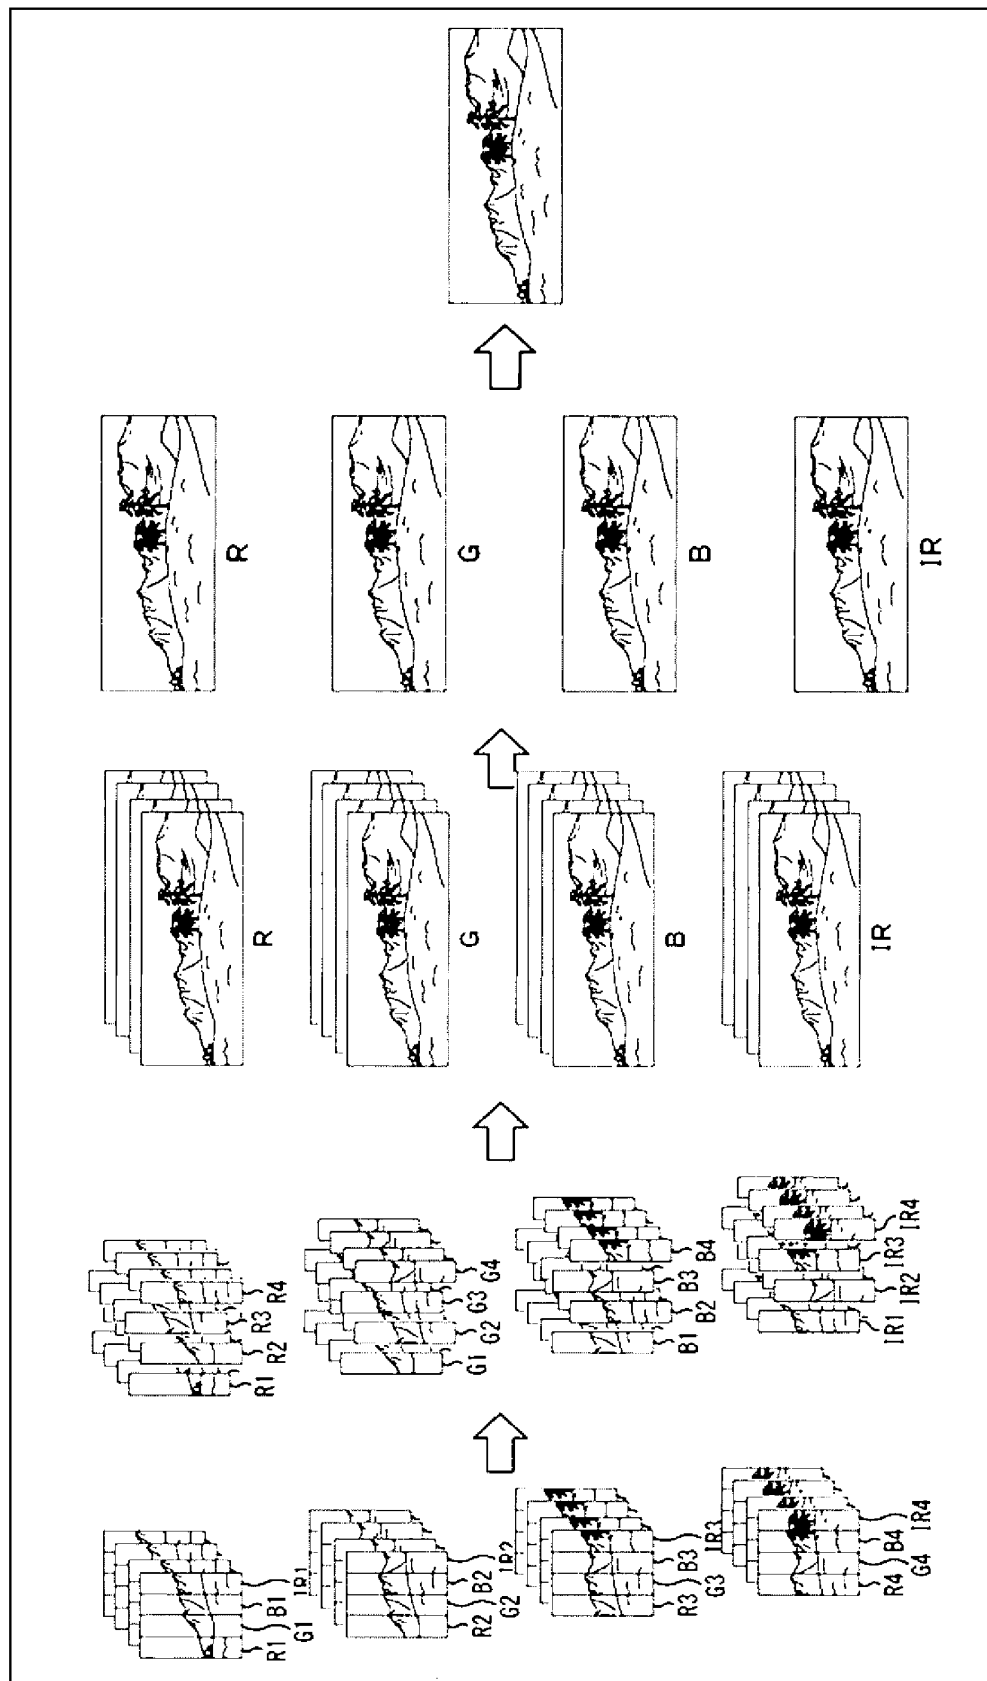 R1 G1 B1 IR1
R1 R2 R3 R4
R
R
R2 G2 B2 IR2
G1 G2 G3 G4
G
G
R3 G3 B3 IR3
B1 B2 B3 B4
B
B
R4 G4 B4 IR4
IR1 IR2 IR3 IR4
IR
IR